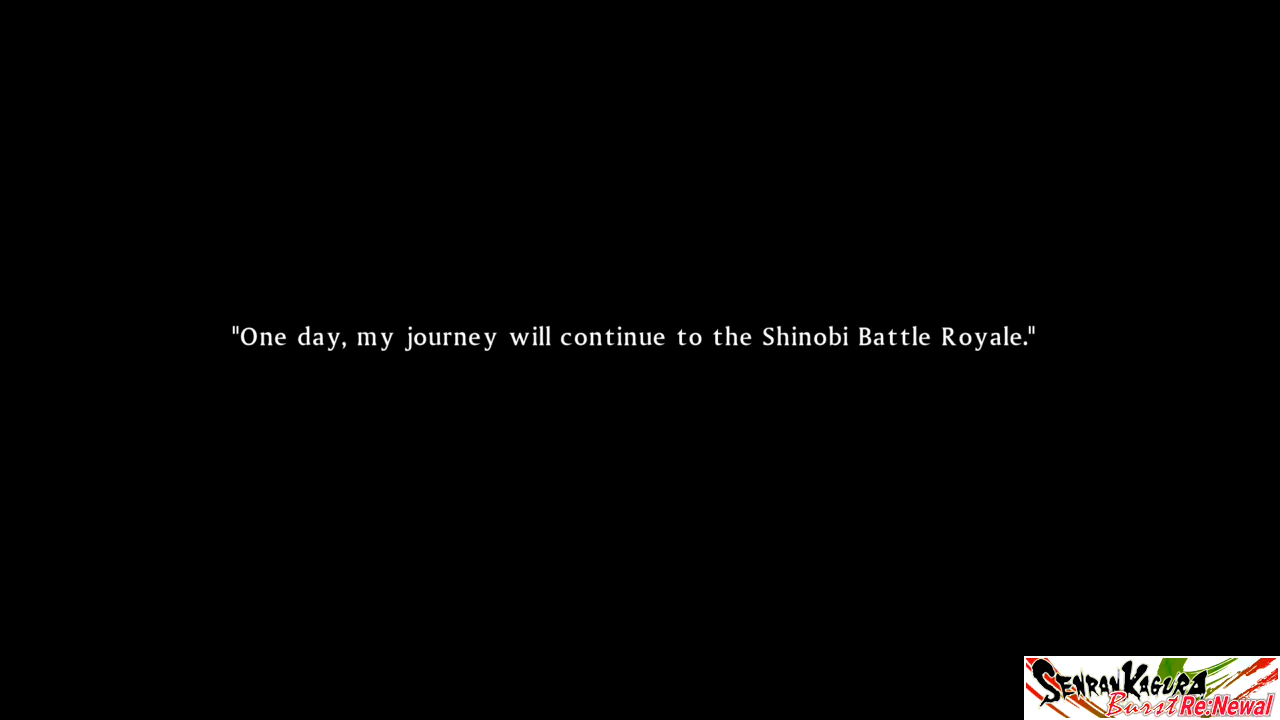 "One day, my journey will continue to the Shinobi Battle Royale."
SENRAN KAGURA
Burst Re:Newal